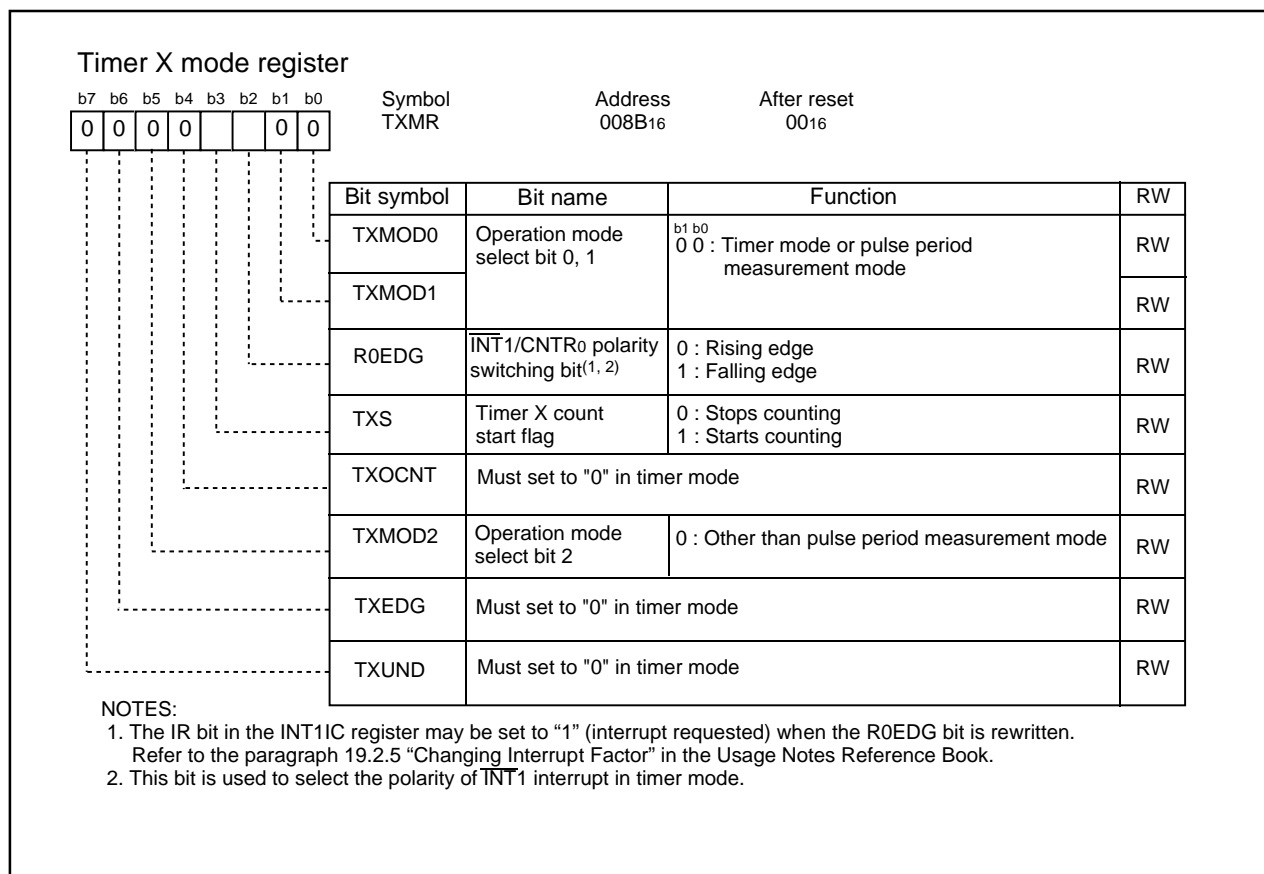 Timer X mode register
b7 b6 b5 b4 b3 b2 b1 b0
0 0 0 0 0 0
Symbol Address After reset
TXMR 008B16 0016
Bit symbol Bit name Function RW
TXMOD0 Operation mode select bit 0, 1 b1 b0 RW
0 0 : Timer mode or pulse period
measurement mode
TXMOD1 RW
R0EDG INT1/CNTR0 polarity 0 : Rising edge RW
switching bit(1, 2) 1 : Falling edge
TXS Timer X count 0 : Stops counting RW
start flag 1 : Starts counting
TXOCNT Must set to "0" in timer mode RW
TXMOD2 Operation mode 0 : Other than pulse period measurement mode RW
select bit 2
TXEDG Must set to "0" in timer mode RW
TXUND Must set to "0" in timer mode RW
NOTES:
1. The IR bit in the INT1IC register may be set to “1” (interrupt requested) when the R0EDG bit is rewritten.
Refer to the paragraph 19.2.5 “Changing Interrupt Factor” in the Usage Notes Reference Book.
2. This bit is used to select the polarity of INT1 interrupt in timer mode.